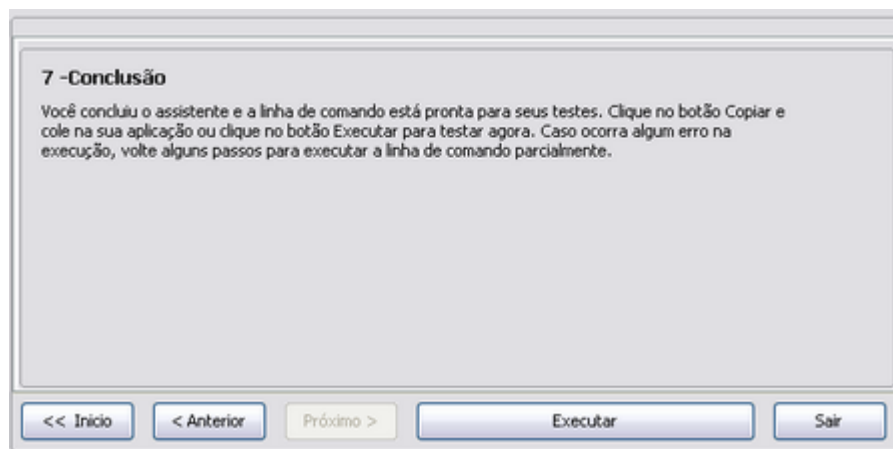 7 -Conclusão
Você concluiu o assistente e a linha de comando está pronta para seus testes. Clique no botão Copiar e
cole na sua aplicação ou clique no botão Executar para testar agora. Caso ocorra algum erro na
execução, volte alguns passos para executar a linha de comando parcialmente.
<< Inicio < Anterior Próximo > Executar Sair